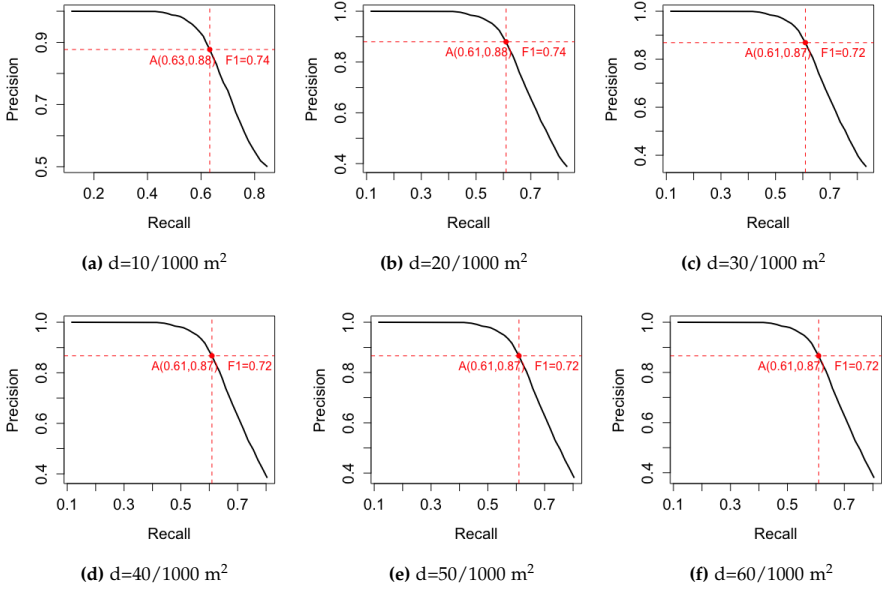 Precision
0.5 0.7 0.9
A(0.63,0.88) F1=0.74
0.2 0.4 0.6 0.8
Recall
(a) d=10/1000 m²
Precision
0.4 0.6 0.8 1.0
A(0.61,0.88) F1=0.74
0.1 0.3 0.5 0.7
Recall
(b) d=20/1000 m²
Precision
0.4 0.6 0.8 1.0
A(0.61,0.87) F1=0.72
0.1 0.3 0.5 0.7
Recall
(c) d=30/1000 m²
Precision
0.4 0.6 0.8 1.0
A(0.61,0.87) F1=0.72
0.1 0.3 0.5 0.7
Recall
(d) d=40/1000 m²
Precision
0.4 0.6 0.8 1.0
A(0.61,0.87) F1=0.72
0.1 0.3 0.5 0.7
Recall
(e) d=50/1000 m²
Precision
0.4 0.6 0.8 1.0
A(0.61,0.87) F1=0.72
0.1 0.3 0.5 0.7
Recall
(f) d=60/1000 m²